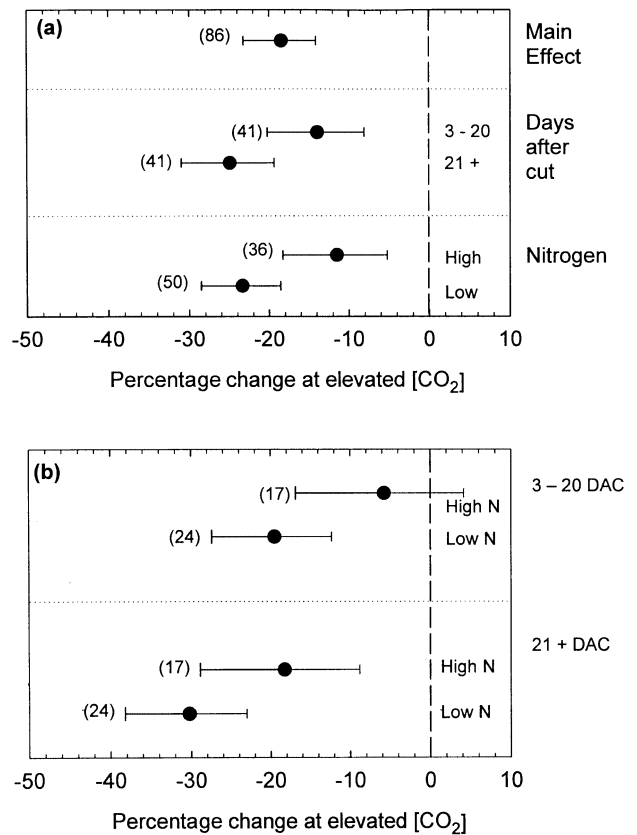 (a)
(86)
Main
Effect
(41)
3 - 20
Days
after
cut
(41)
21 +
(36)
High
Nitrogen
(50)
Low
-50 -40 -30 -20 -10 0 10
Percentage change at elevated [CO₂]
(b)
(17)
High N
3 – 20 DAC
(24)
Low N
21 + DAC
(17)
High N
(24)
Low N
-50 -40 -30 -20 -10 0 10
Percentage change at elevated [CO₂]